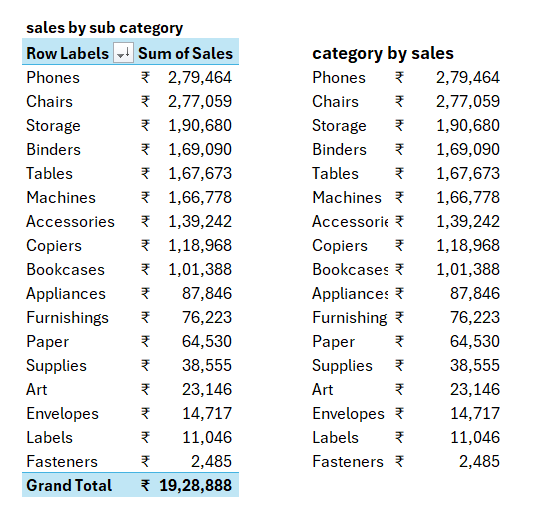 sales by sub category
Row Labels Sum of Sales
Phones ₹ 2,79,464
Chairs ₹ 2,77,059
Storage ₹ 1,90,680
Binders ₹ 1,69,090
Tables ₹ 1,67,673
Machines ₹ 1,66,778
Accessories ₹ 1,39,242
Copiers ₹ 1,18,968
Bookcases ₹ 1,01,388
Appliances ₹ 87,846
Furnishings ₹ 76,223
Paper ₹ 64,530
Supplies ₹ 38,555
Art ₹ 23,146
Envelopes ₹ 14,717
Labels ₹ 11,046
Fasteners ₹ 2,485
Grand Total ₹ 19,28,888
category by sales
Phones ₹ 2,79,464
Chairs ₹ 2,77,059
Storage ₹ 1,90,680
Binders ₹ 1,69,090
Tables ₹ 1,67,673
Machines ₹ 1,66,778
Accessorie ₹ 1,39,242
Copiers ₹ 1,18,968
Bookcases ₹ 1,01,388
Appliances ₹ 87,846
Furnishing ₹ 76,223
Paper ₹ 64,530
Supplies ₹ 38,555
Art ₹ 23,146
Envelopes ₹ 14,717
Labels ₹ 11,046
Fasteners ₹ 2,485